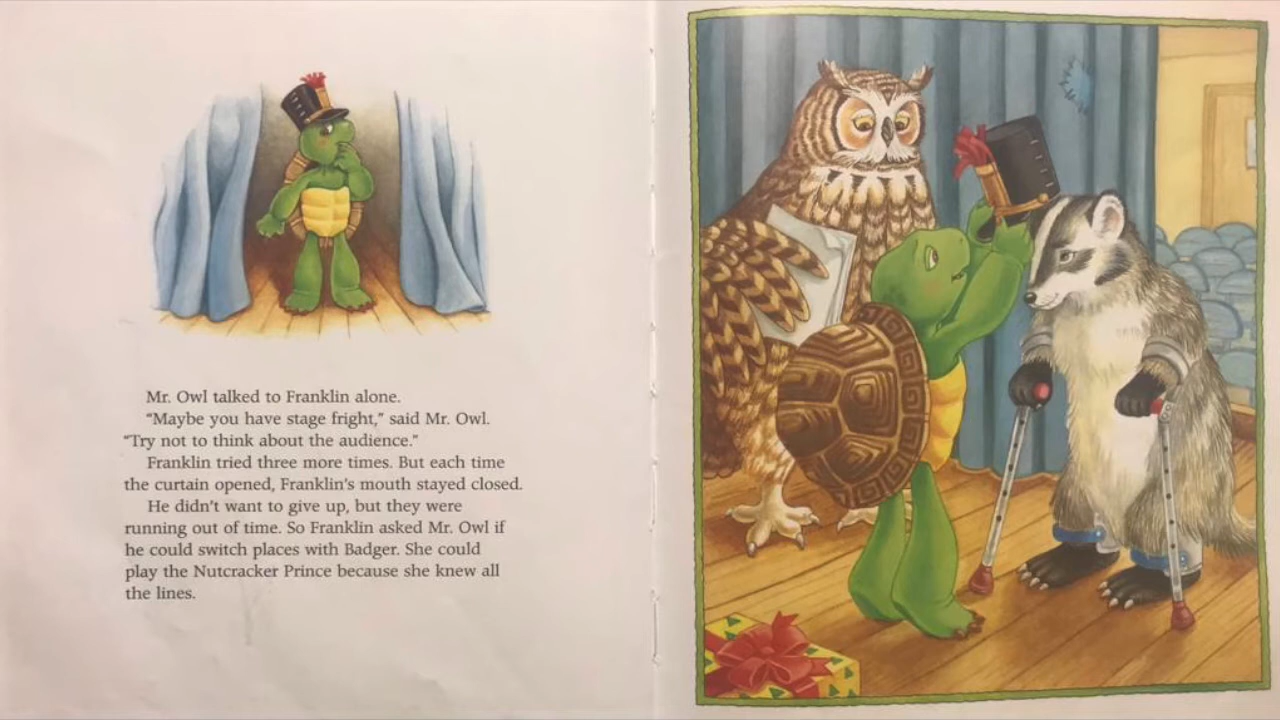 Mr. Owl talked to Franklin alone.
“Maybe you have stage fright,” said Mr. Owl.
“Try not to think about the audience.”
Franklin tried three more times. But each time
the curtain opened, Franklin’s mouth stayed closed.
He didn’t want to give up, but they were
running out of time. So Franklin asked Mr. Owl if
he could switch places with Badger. She could
play the Nutcracker Prince because she knew all
the lines.